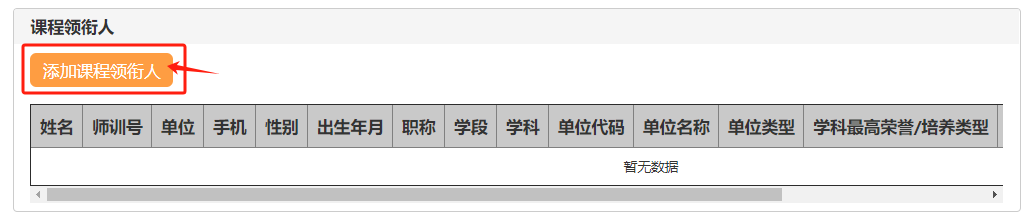 课程领衔人
添加课程领衔人
姓名 师训号 单位 手机 性别 出生年月 职称 学段 学科 单位代码 单位名称 单位类型 学科最高荣誉/培养类型
暂无数据